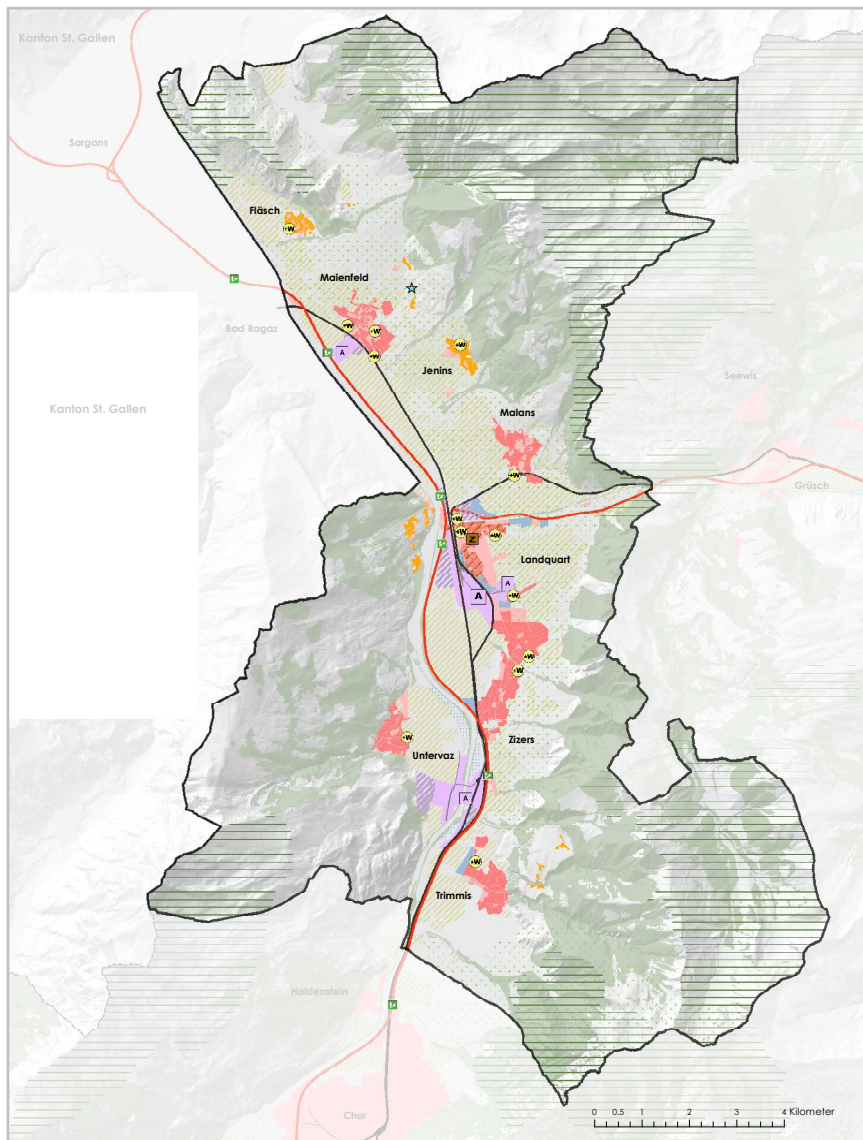 Kanton St. Gallen
Sargans
Fläsch
+W
Maienfeld
+W
+W
Bad Ragaz
A
+W
+W
Jenins
Seewis
Kanton St. Gallen
Malans
+W
Grüsch
+W
+W
Z
+W
Landquart
A
A
+W
+W
+W
Untervaz
+W
Zizers
A
+W
Trimmis
Haldenstein
Chur
0 0.5 1 2 3 4 Kilometer